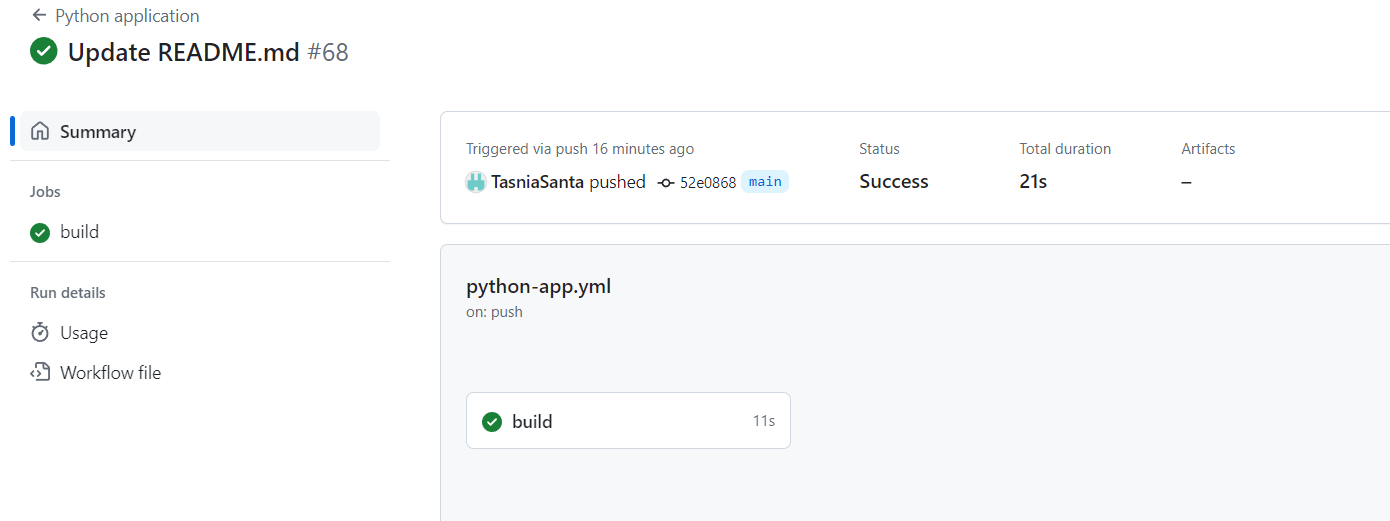 Python application
Update README.md #68
Summary
Jobs
build
Run details
Usage
Workflow file
Triggered via push 16 minutes ago
TasniaSanta pushed 52e0868 main
Status
Success
Total duration
21s
Artifacts
–
python-app.yml
on: push
build 11s